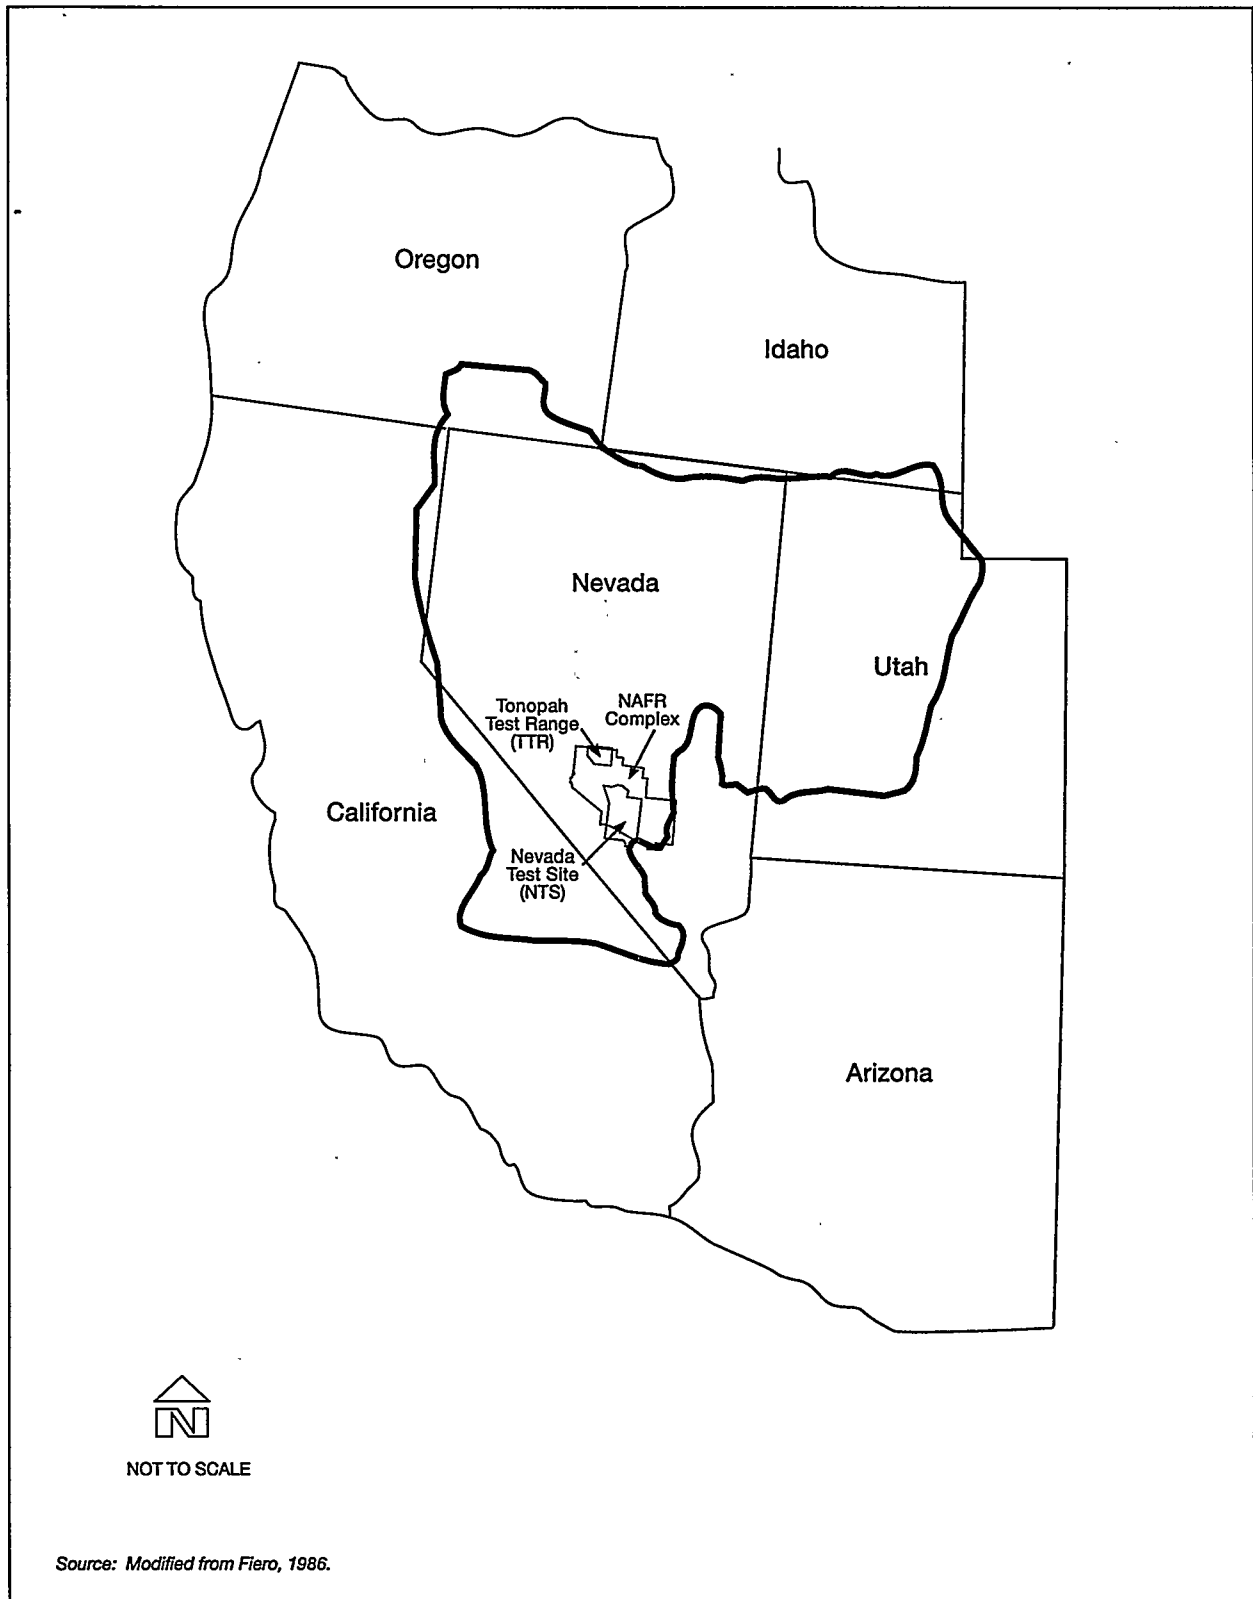 Oregon
Idaho
Nevada
Utah
Tonopah
Test Range
(TTR)
NAFR
Complex
California
Nevada
Test Site
(NTS)
Arizona
N
NOT TO SCALE
Source: Modified from Fiero, 1986.